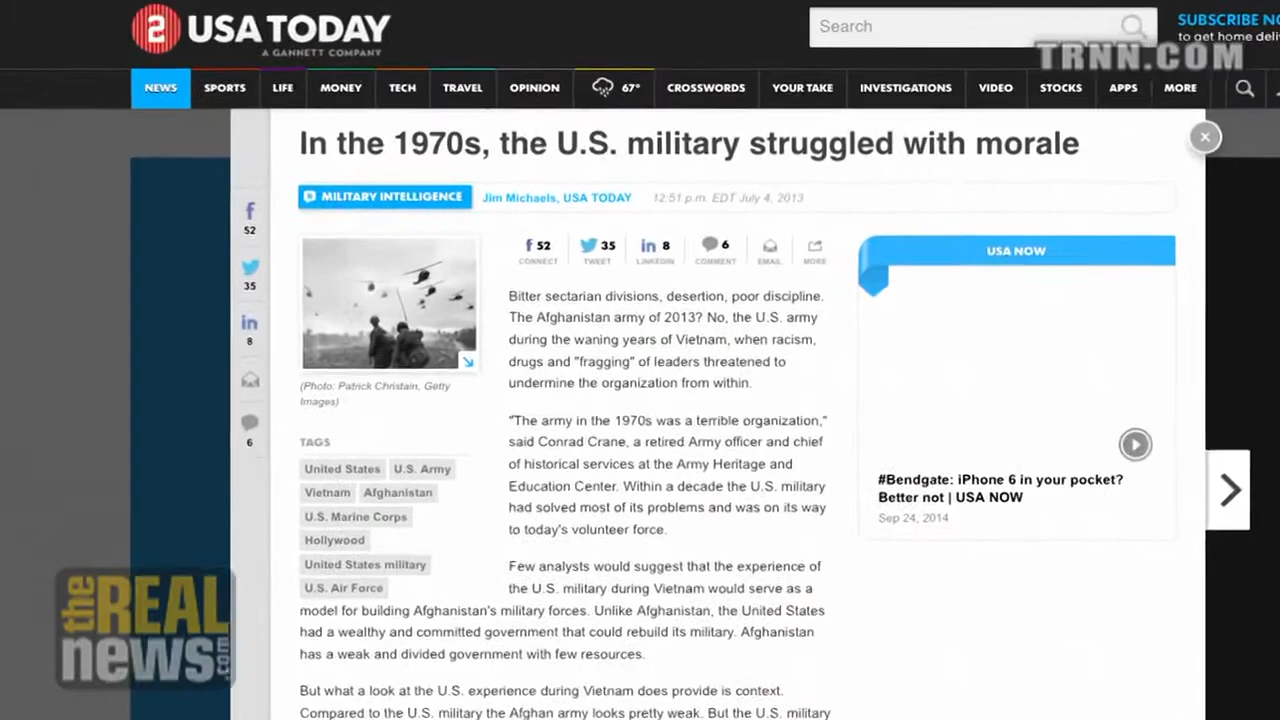 2 USA TODAY
A GANNETT COMPANY
Search
SUBSCRIBE NO
to get home deli
TRNN.COM
NEWS SPORTS LIFE MONEY TECH TRAVEL OPINION 67° CROSSWORDS YOUR TAKE INVESTIGATIONS VIDEO STOCKS APPS MORE
In the 1970s, the U.S. military struggled with morale
MILITARY INTELLIGENCE Jim Michaels, USA TODAY 12:51 p.m. EDT July 4, 2013
f
52
35
in
8
6
f 52 35 in 8 6
CONNECT TWEET LINKEDIN COMMENT EMAIL MORE
(Photo: Patrick Christain, Getty
Images)
TAGS
United States U.S. Army
Vietnam Afghanistan
U.S. Marine Corps
Hollywood
United States military
U.S. Air Force
Bitter sectarian divisions, desertion, poor discipline.
The Afghanistan army of 2013? No, the U.S. army
during the waning years of Vietnam, when racism,
drugs and "fragging" of leaders threatened to
undermine the organization from within.
"The army in the 1970s was a terrible organization,"
said Conrad Crane, a retired Army officer and chief
of historical services at the Army Heritage and
Education Center. Within a decade the U.S. military
had solved most of its problems and was on its way
to today's volunteer force.
Few analysts would suggest that the experience of
the U.S. military during Vietnam would serve as a
model for building Afghanistan's military forces. Unlike Afghanistan, the United States
had a wealthy and committed government that could rebuild its military. Afghanistan
has a weak and divided government with few resources.
But what a look at the U.S. experience during Vietnam does provide is context.
Compared to the U.S. military the Afghan army looks pretty weak. But the U.S. military
USA NOW
#Bendgate: iPhone 6 in your pocket?
Better not | USA NOW
Sep 24, 2014
the REAL
news.com